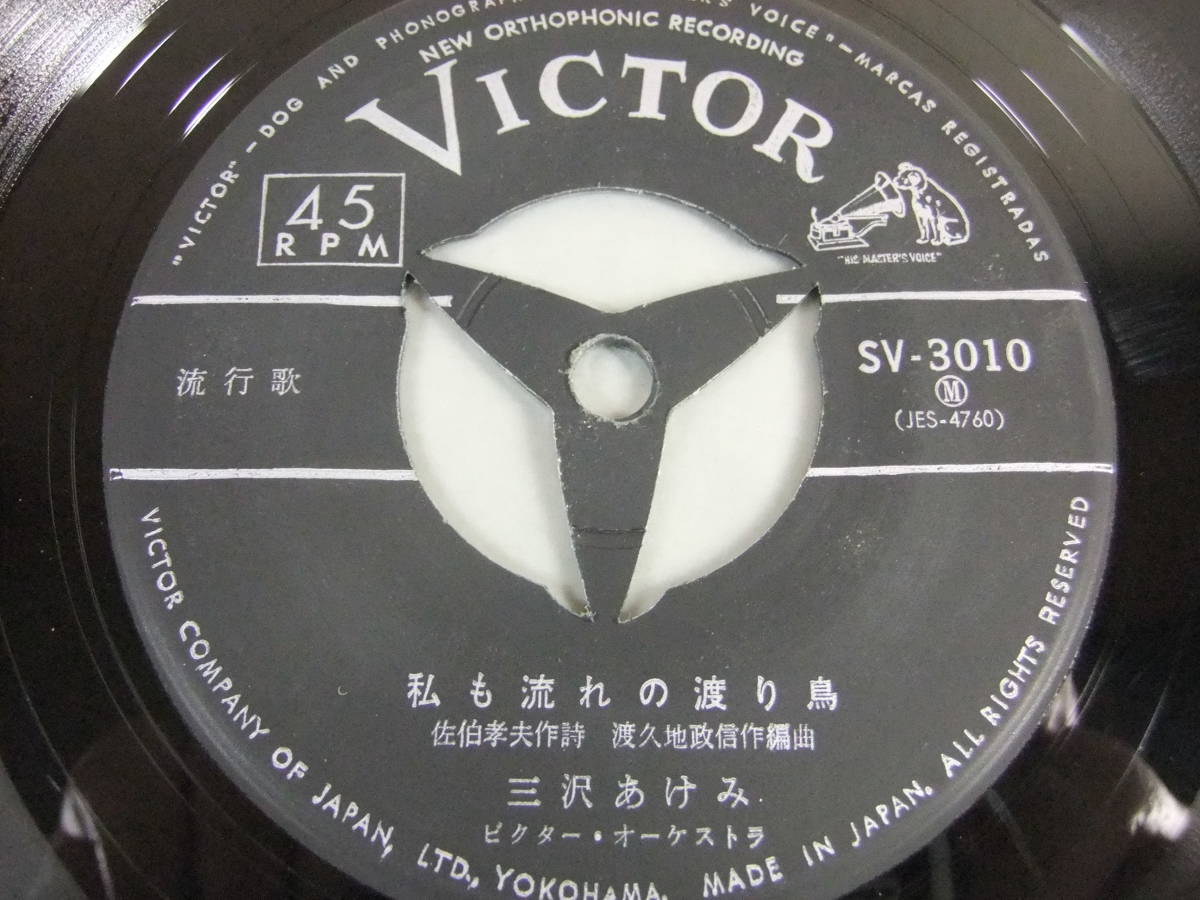 "VICTOR" – DOG AND PHONOGRAPH
VOICE" – MARCAS REGISTRADAS
NEW ORTHOPHONIC RECORDING
VICTOR
45
RPM
"HIS MASTER'S VOICE"
流行歌
SV-3010
Ⓜ
(JES-4760)
私も流れの渡り鳥
佐伯孝夫作詩 渡久地政信作編曲
三沢あけみ
ビクター・オーケストラ
VICTOR COMPANY OF JAPAN, LTD., YOKOHAMA. MADE IN JAPAN. ALL RIGHTS RESERVED